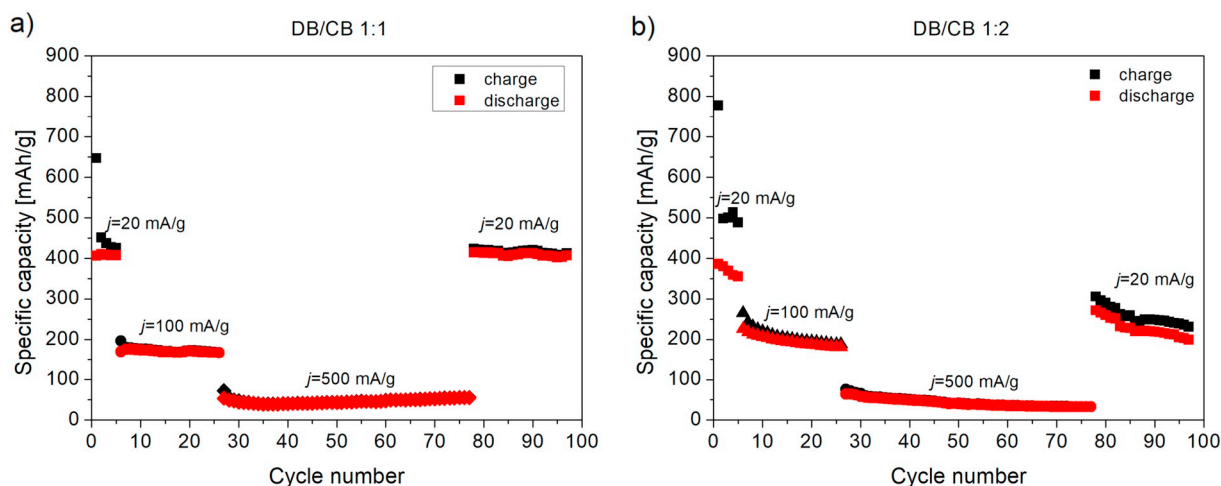 a)
DB/CB 1:1
900
800
700
600
500
400
300
200
100
0
Specific capacity [mAh/g]
charge
discharge
j=20 mA/g
j=100 mA/g
j=500 mA/g
j=20 mA/g
0 10 20 30 40 50 60 70 80 90 100
Cycle number
b)
DB/CB 1:2
900
800
700
600
500
400
300
200
100
0
Specific capacity [mAh/g]
charge
discharge
j=20 mA/g
j=100 mA/g
j=500 mA/g
j=20 mA/g
0 10 20 30 40 50 60 70 80 90 100
Cycle number